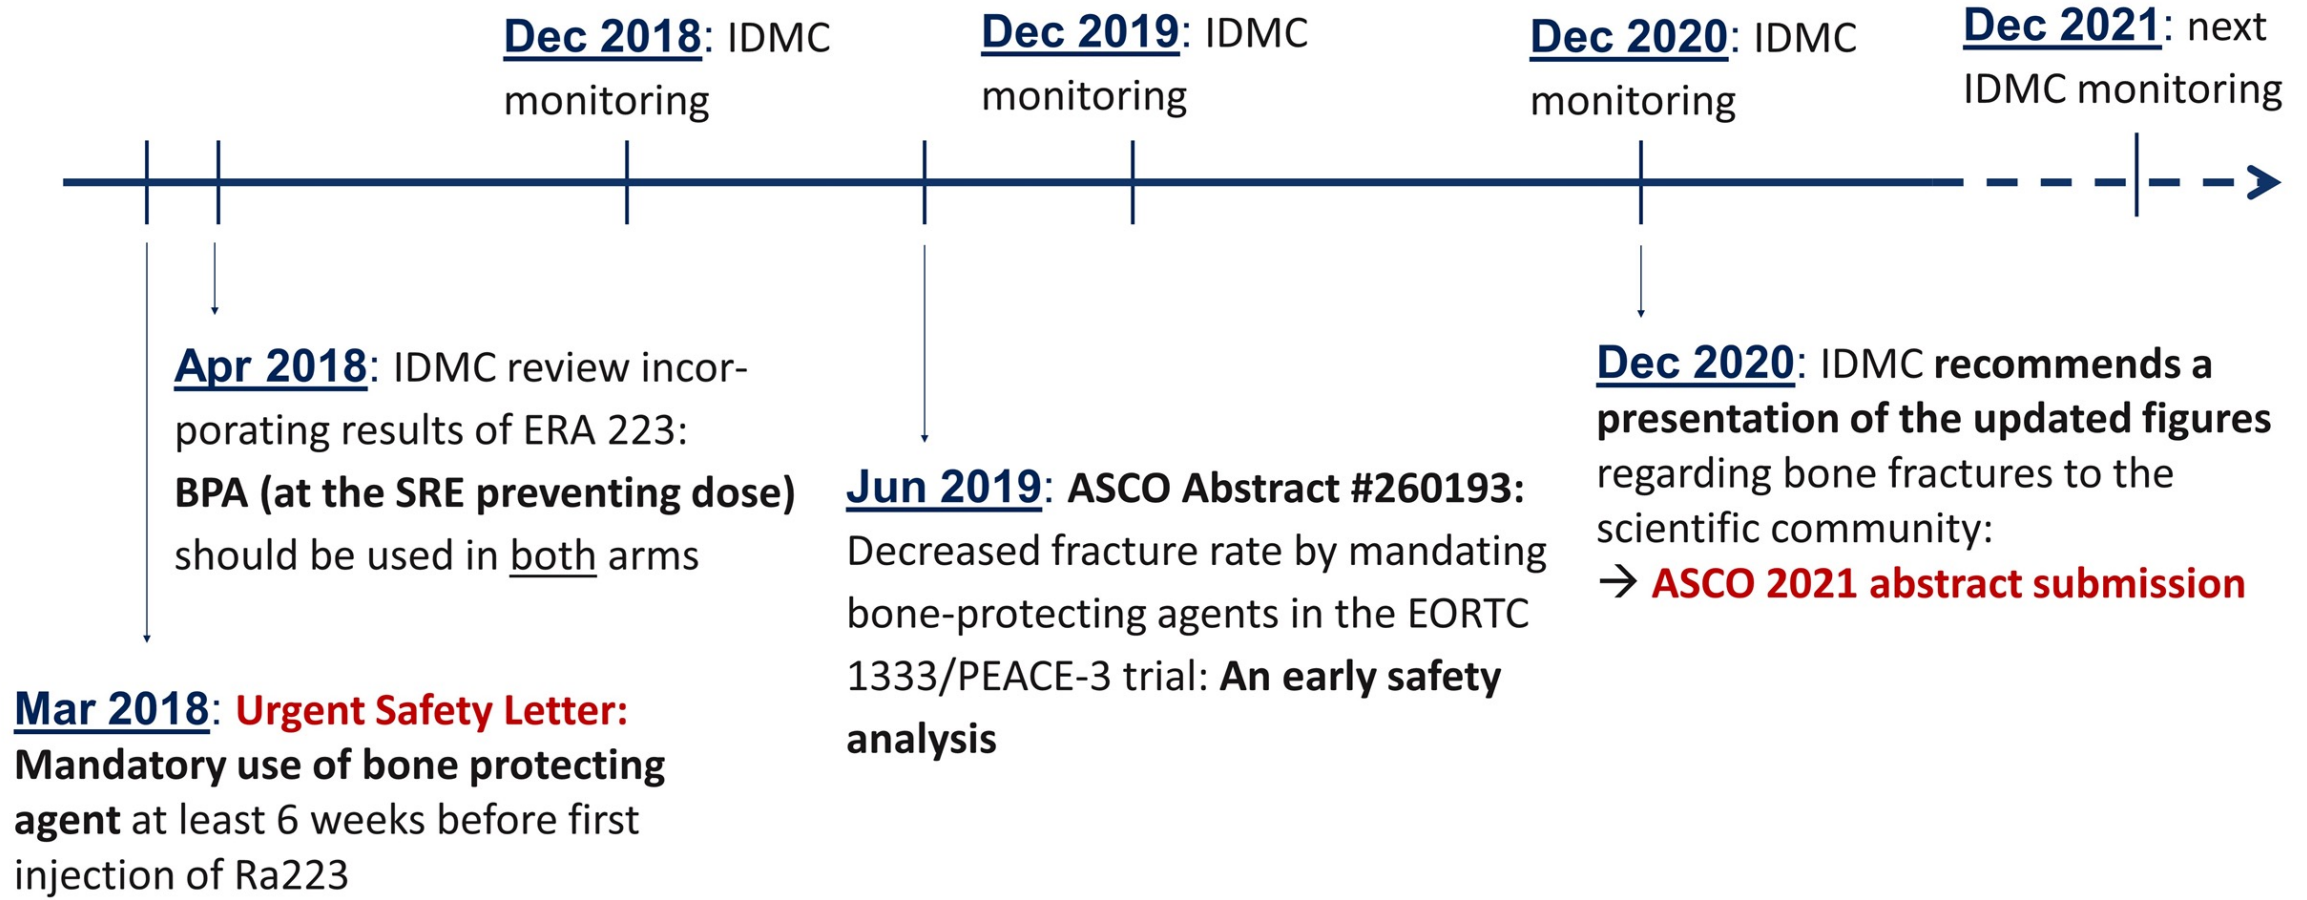 Dec 2018: IDMC
monitoring
Dec 2019: IDMC
monitoring
Dec 2020: IDMC
monitoring
Dec 2021: next
IDMC monitoring
Apr 2018: IDMC review incor-
porating results of ERA 223:
BPA (at the SRE preventing dose)
should be used in both arms
Mar 2018: Urgent Safety Letter:
Mandatory use of bone protecting
agent at least 6 weeks before first
injection of Ra223
Jun 2019: ASCO Abstract #260193:
Decreased fracture rate by mandating
bone-protecting agents in the EORTC
1333/PEACE-3 trial: An early safety
analysis
Dec 2020: IDMC recommends a
presentation of the updated figures
regarding bone fractures to the
scientific community:
→ ASCO 2021 abstract submission